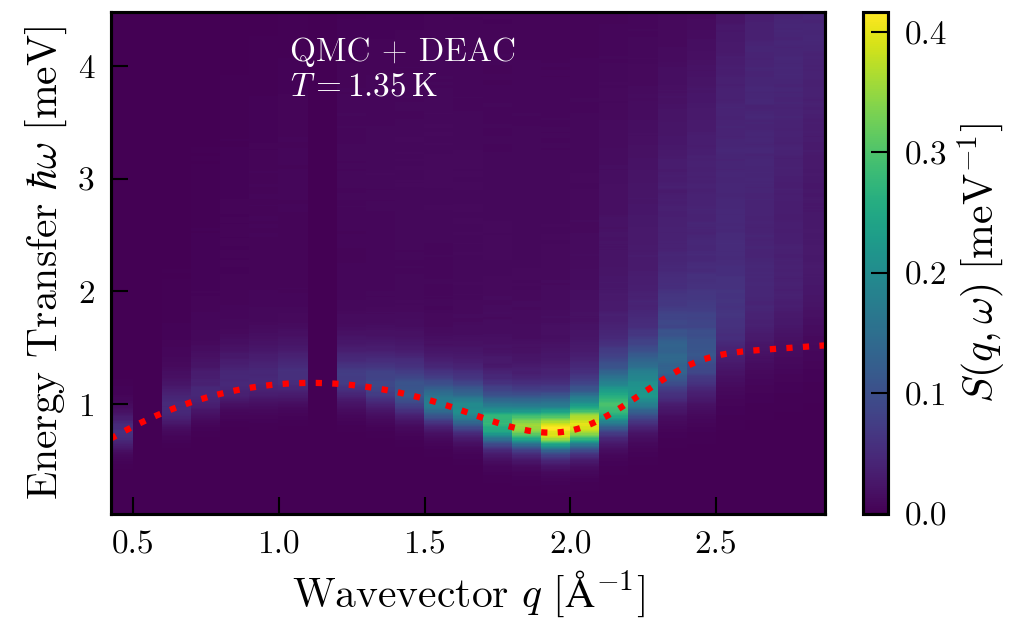 QMC + DEAC
T = 1.35 K
Energy Transfer ℏω [meV]
4
3
2
1
0.5 1.0 1.5 2.0 2.5
Wavevector q [Å⁻¹]
0.4
0.3
0.2
0.1
0.0
S(q, ω) [meV⁻¹]